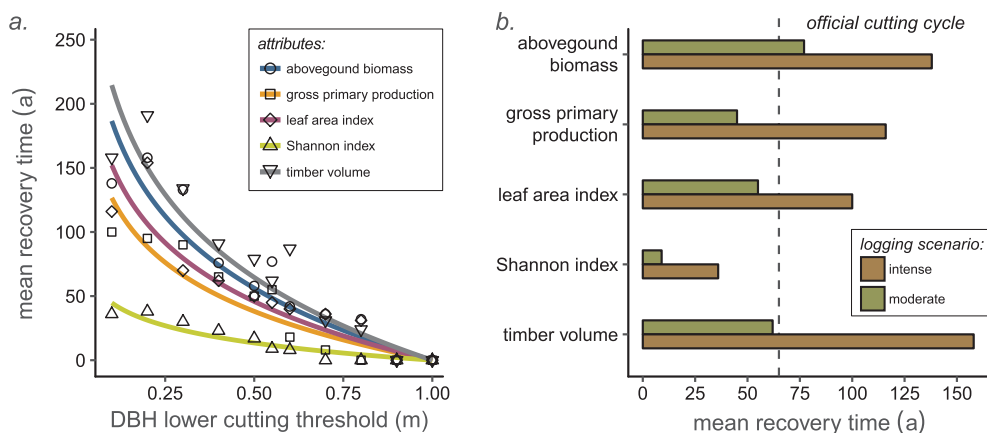 a.
250
200
150
100
50
0
mean recovery time (a)
0.25
0.50
0.75
1.00
DBH lower cutting threshold (m)
attributes:
abovegound biomass
gross primary production
leaf area index
Shannon index
timber volume
b.
official cutting cycle
abovegound
biomass
gross primary
production
leaf area index
Shannon index
timber volume
logging scenario:
intense
moderate
0
25
50
75
100
125
150
mean recovery time (a)